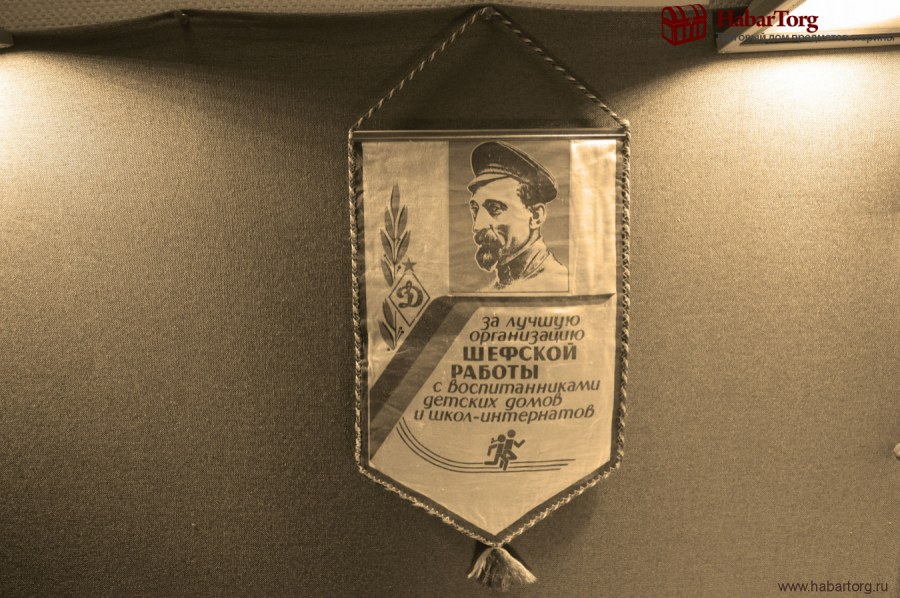 HabarTorg
Д
за лучшую
организацию
ШЕФСКОЙ
РАБОТЫ
с воспитанниками
детских домов
и школ-интернатов
www.habartorg.ru